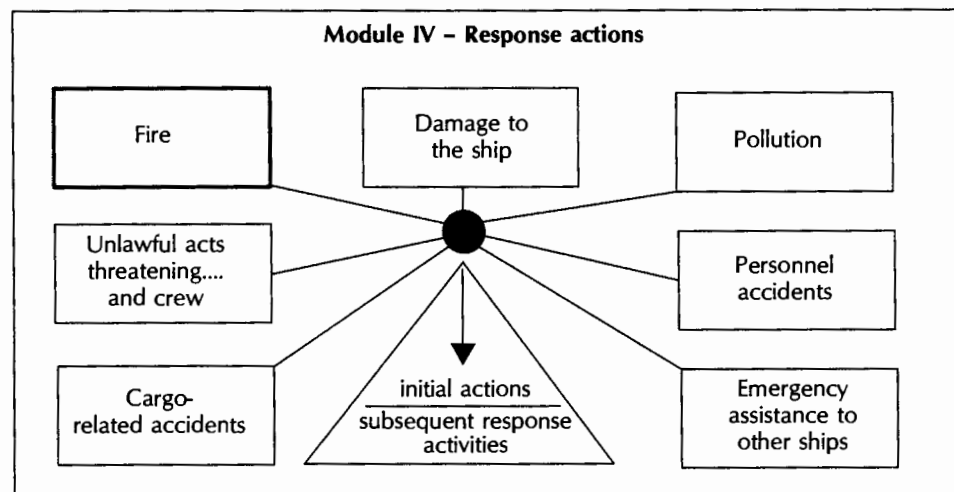 Module IV – Response actions
Fire
Damage to
the ship
Pollution
Unlawful acts
threatening....
and crew
Personnel
accidents
Cargo-
related accidents
initial actions
subsequent response
activities
Emergency
assistance to
other ships